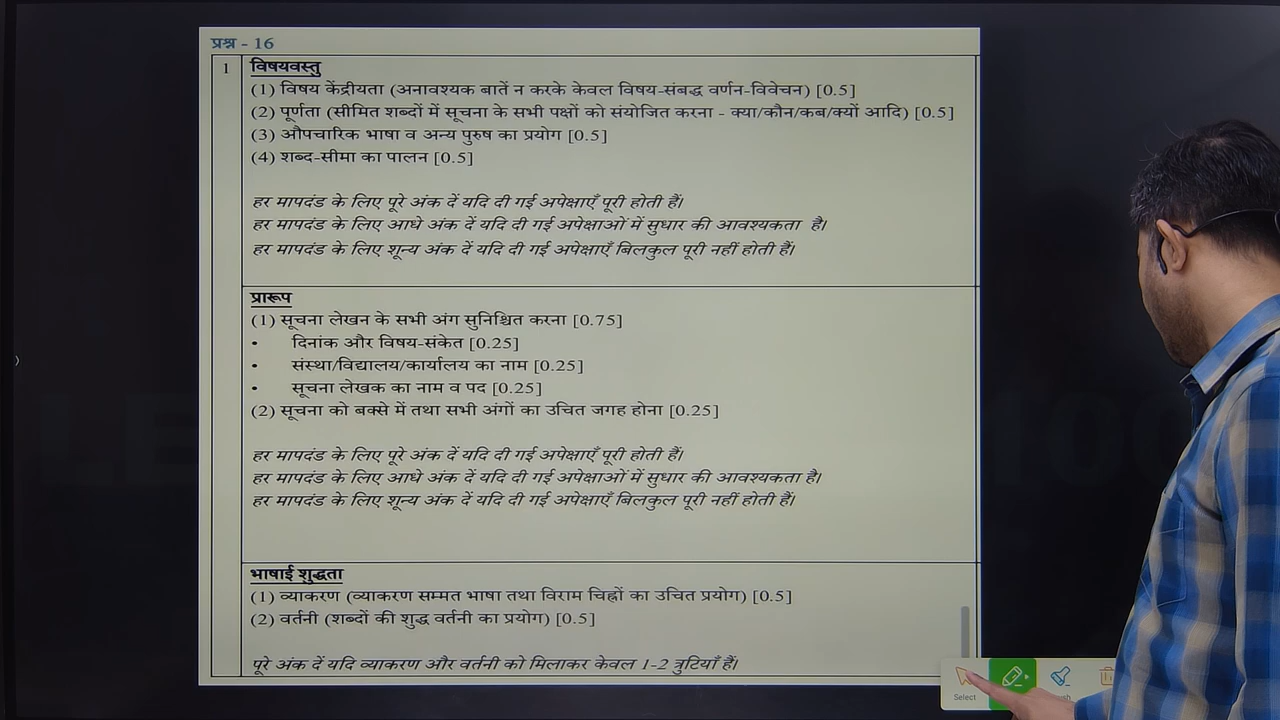 प्रश्न - 16
1
विषयवस्तु
(1) विषय केंद्रीयता (अनावश्यक बातें न करके केवल विषय-संबद्ध वर्णन-विवेचन) [0.5]
(2) पूर्णता (सीमित शब्दों में सूचना के सभी पक्षों को संयोजित करना - क्या/कौन/कब/क्यों आदि) [0.5]
(3) औपचारिक भाषा व अन्य पुरुष का प्रयोग [0.5]
(4) शब्द-सीमा का पालन [0.5]
हर मापदंड के लिए पूरे अंक दें यदि दी गई अपेक्षाएँ पूरी होती हैं।
हर मापदंड के लिए आधे अंक दें यदि दी गई अपेक्षाओं में सुधार की आवश्यकता है।
हर मापदंड के लिए शून्य अंक दें यदि दी गई अपेक्षाएँ बिलकुल पूरी नहीं होती हैं।
प्रारूप
(1) सूचना लेखन के सभी अंग सुनिश्चित करना [0.75]
• दिनांक और विषय-संकेत [0.25]
• संस्था/विद्यालय/कार्यालय का नाम [0.25]
• सूचना लेखक का नाम व पद [0.25]
(2) सूचना को बक्से में तथा सभी अंगों का उचित जगह होना [0.25]
हर मापदंड के लिए पूरे अंक दें यदि दी गई अपेक्षाएँ पूरी होती हैं।
हर मापदंड के लिए आधे अंक दें यदि दी गई अपेक्षाओं में सुधार की आवश्यकता है।
हर मापदंड के लिए शून्य अंक दें यदि दी गई अपेक्षाएँ बिलकुल पूरी नहीं होती हैं।
भाषाई शुद्धता
(1) व्याकरण (व्याकरण सम्मत भाषा तथा विराम चिह्नों का उचित प्रयोग) [0.5]
(2) वर्तनी (शब्दों की शुद्ध वर्तनी का प्रयोग) [0.5]
पूरे अंक दें यदि व्याकरण और वर्तनी को मिलाकर केवल 1-2 त्रुटियाँ हैं।
Select